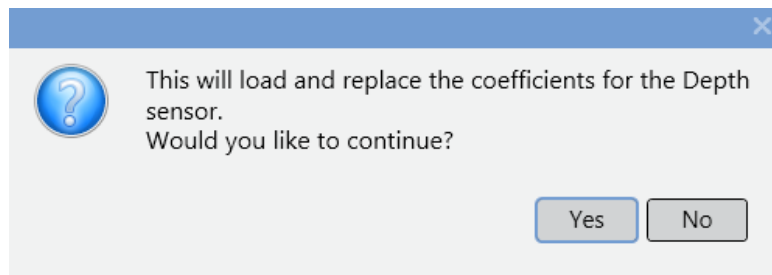 This will load and replace the coefficients for the Depth
sensor.
Would you like to continue?
Yes
No